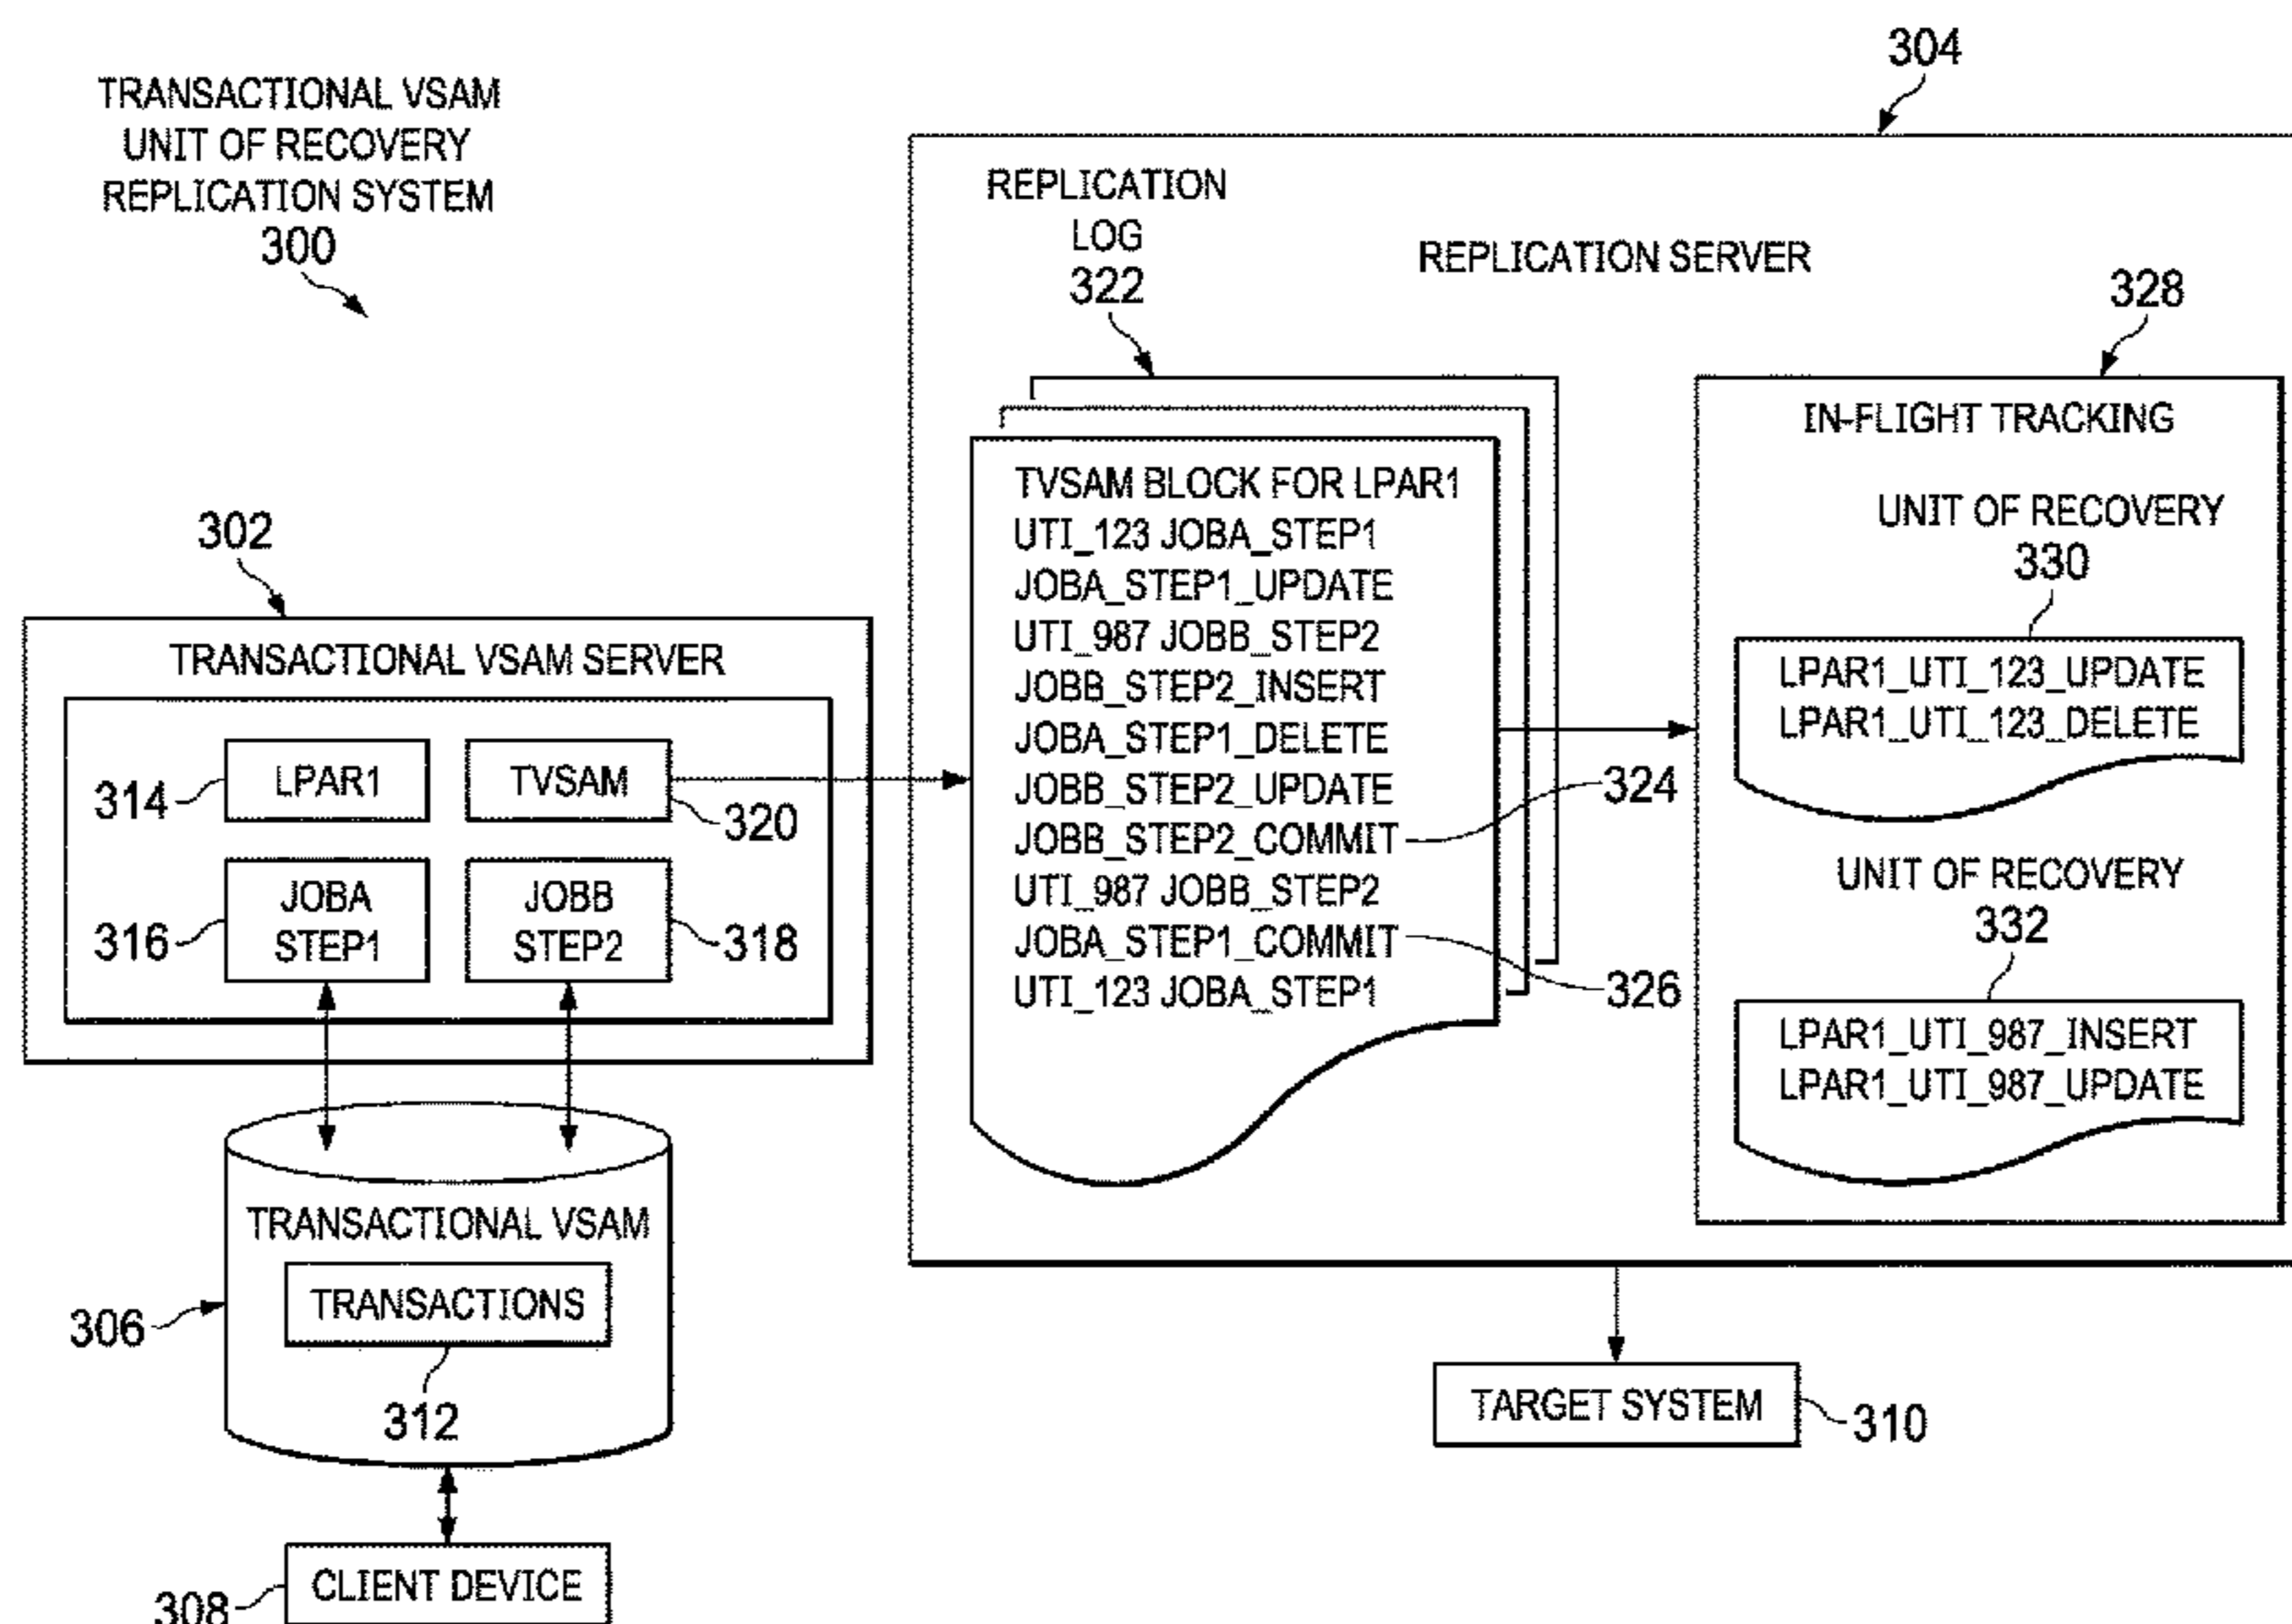 TRANSACTIONAL VSAM
UNIT OF RECOVERY
REPLICATION SYSTEM
300
302
TRANSACTIONAL VSAM SERVER
314
LPAR1
TVSAM
320
316
JOBA
STEP1
JOBB
STEP2
318
TRANSACTIONAL VSAM
306
TRANSACTIONS
312
CLIENT DEVICE
308
304
REPLICATION
LOG
322
REPLICATION SERVER
TVSAM BLOCK FOR LPAR1
UTI_123 JOBA_STEP1
JOBA_STEP1_UPDATE
UTI_987 JOBB_STEP2
JOBB_STEP2_INSERT
JOBA_STEP1_DELETE
JOBB_STEP2_UPDATE
JOBB_STEP2_COMMIT
324
UTI_987 JOBB_STEP2
JOBA_STEP1_COMMIT
326
UTI_123 JOBA_STEP1
328
IN-FLIGHT TRACKING
UNIT OF RECOVERY
330
LPAR1_UTI_123_UPDATE
LPAR1_UTI_123_DELETE
UNIT OF RECOVERY
332
LPAR1_UTI_987_INSERT
LPAR1_UTI_987_UPDATE
TARGET SYSTEM
310